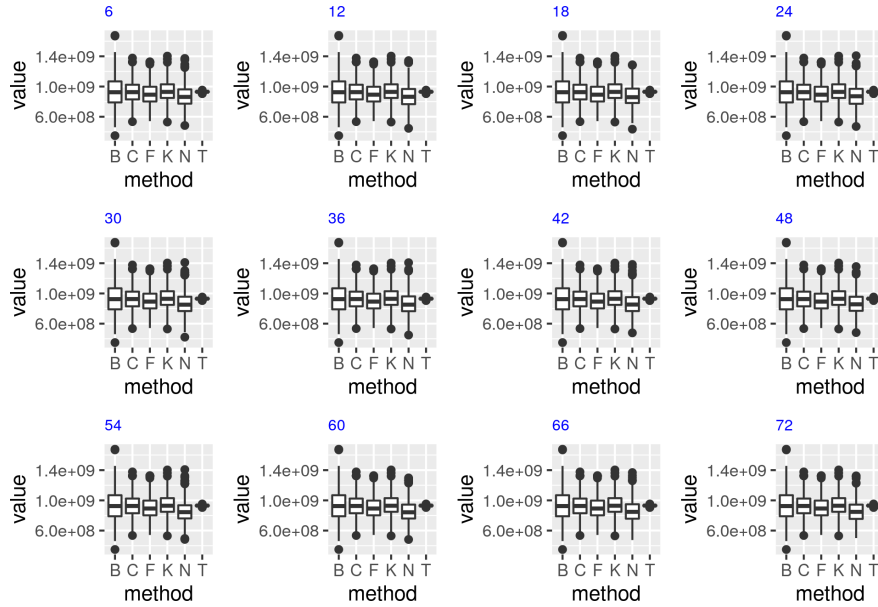 6 12 18 24
value value value value
1.4e+09 1.4e+09 1.4e+09 1.4e+09
1.0e+09 1.0e+09 1.0e+09 1.0e+09
6.0e+08 6.0e+08 6.0e+08 6.0e+08
B C F K N T B C F K N T B C F K N T B C F K N T
method method method method
30 36 42 48
value value value value
1.4e+09 1.4e+09 1.4e+09 1.4e+09
1.0e+09 1.0e+09 1.0e+09 1.0e+09
6.0e+08 6.0e+08 6.0e+08 6.0e+08
B C F K N T B C F K N T B C F K N T B C F K N T
method method method method
54 60 66 72
value value value value
1.4e+09 1.4e+09 1.4e+09 1.4e+09
1.0e+09 1.0e+09 1.0e+09 1.0e+09
6.0e+08 6.0e+08 6.0e+08 6.0e+08
B C F K N T B C F K N T B C F K N T B C F K N T
method method method method